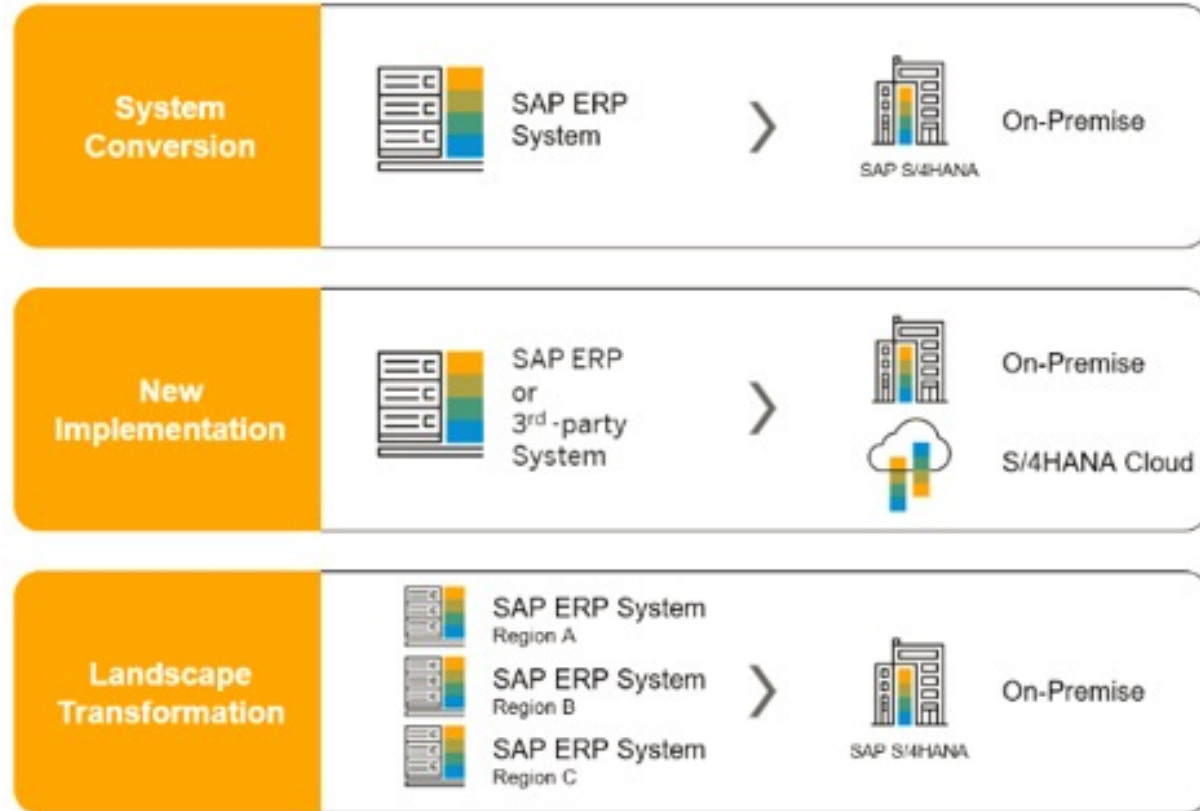 System
Conversion
SAP ERP
System
SAP S/4HANA
On-Premise
New
Implementation
SAP ERP
or
3rd -party
System
On-Premise
S/4HANA Cloud
Landscape
Transformation
SAP ERP System
Region A
SAP ERP System
Region B
SAP ERP System
Region C
SAP S/4HANA
On-Premise